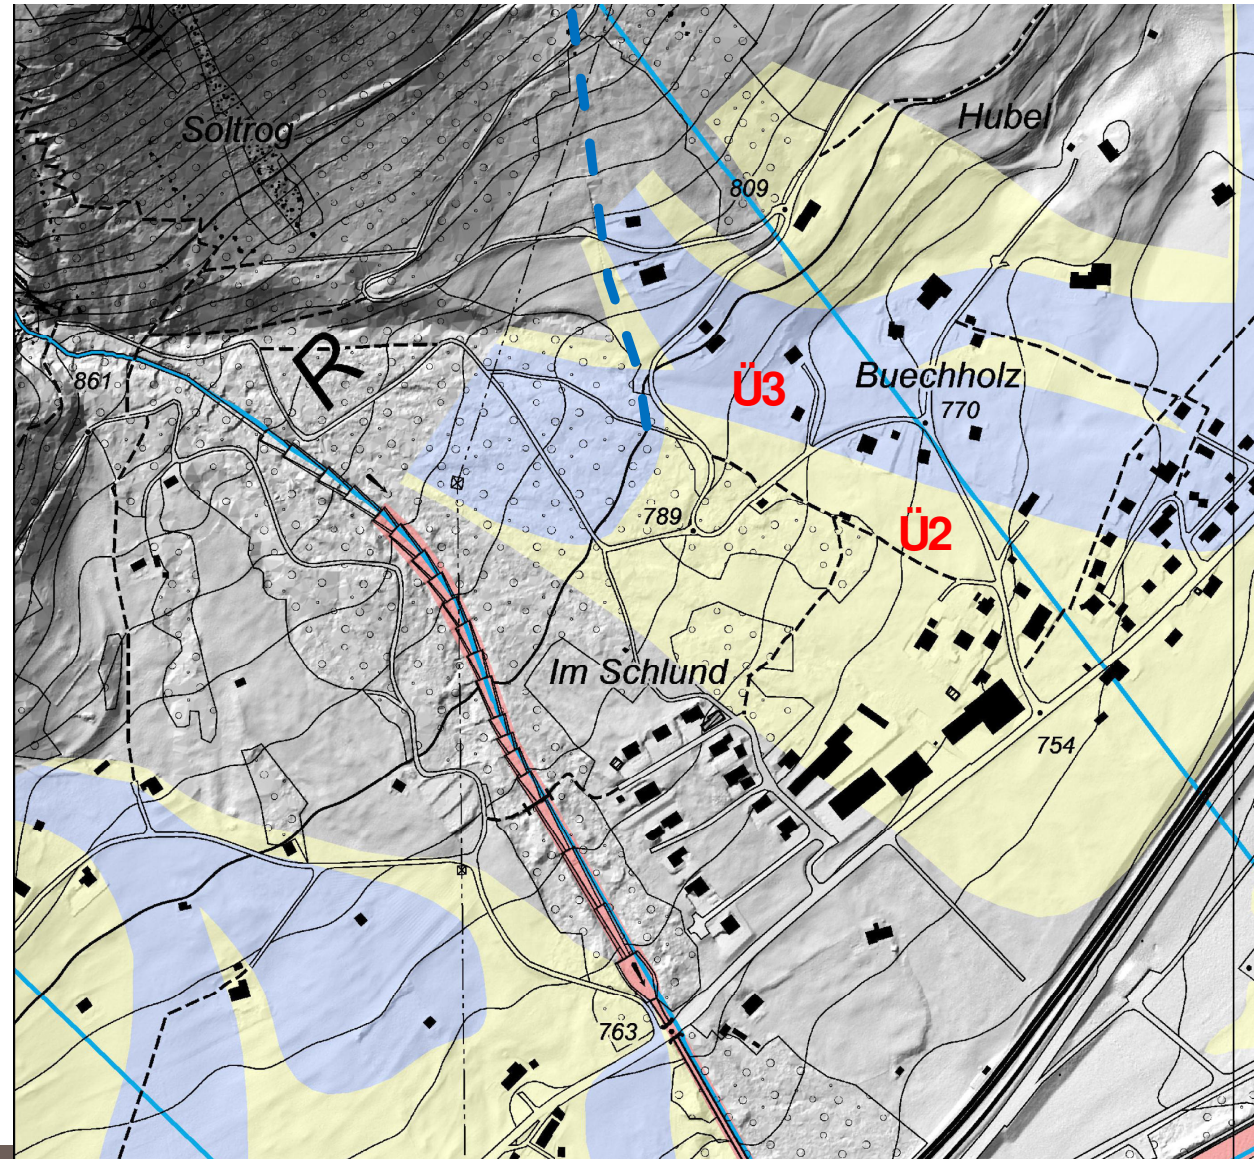 Soltrog
Hubel
809
R
861
Ü3
Buechholz
770
789
Ü2
Im Schlund
754
763